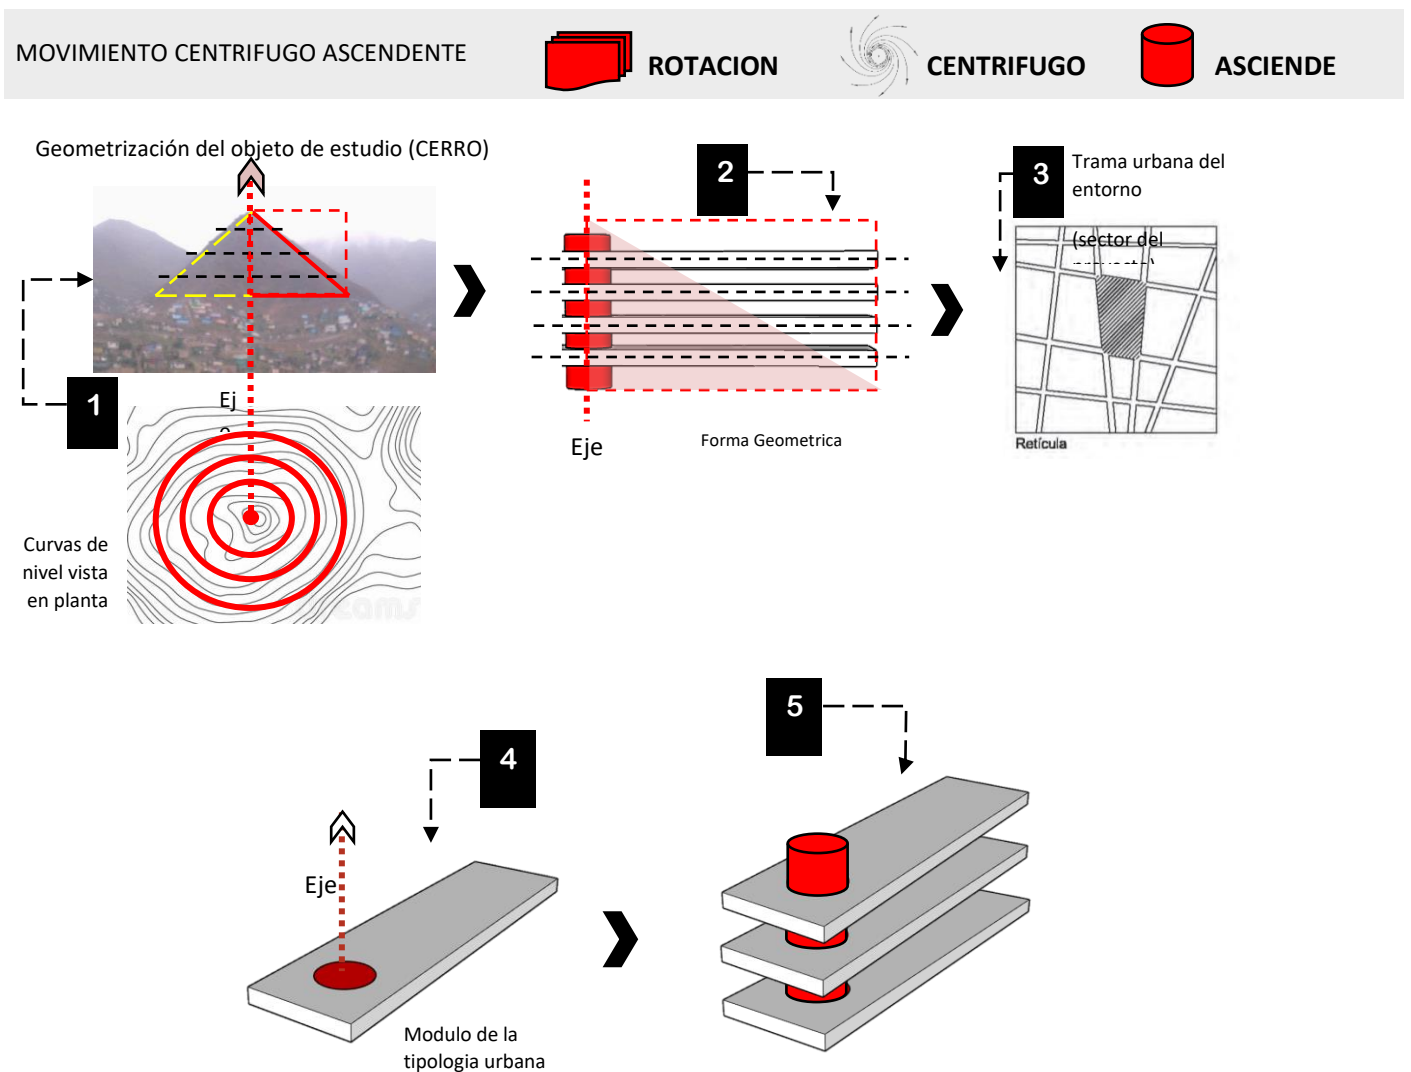 MOVIMIENTO CENTRIFUGO ASCENDENTE
ROTACION
CENTRIFUGO
ASCIENDE
Geometrización del objeto de estudio (CERRO)
1
Ej
Curvas de
nivel vista
en planta
2
Eje
Forma Geometrica
3
Trama urbana del
entorno
(sector del
Retícula
4
Eje
Modulo de la
tipologia urbana
5